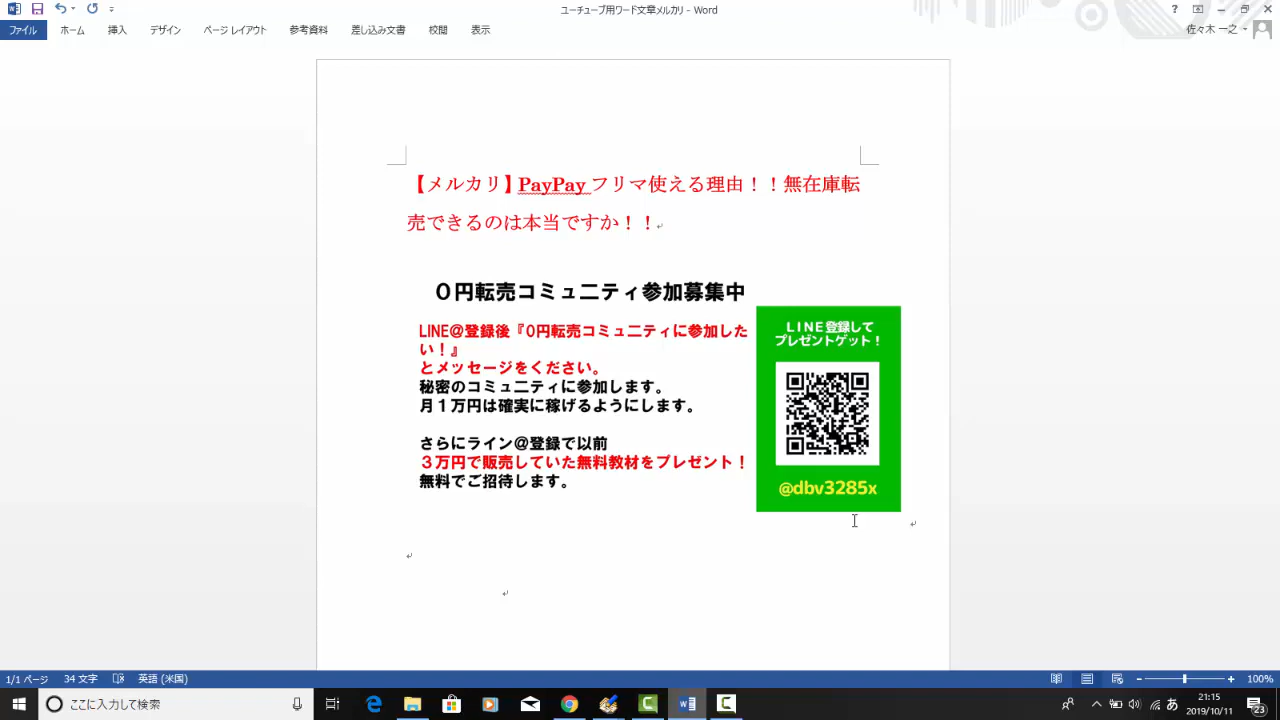 ユーチューブ用ワード文章メルカリ - Word
?
ファイル ホーム 挿入 デザイン ページ レイアウト 参考資料 差し込み文書 校閲 表示
佐々木 一之
【メルカリ】PayPay フリマ使える理由！！無在庫転
売できるのは本当ですか！！
０円転売コミュニティ参加募集中
LINE@登録後『0円転売コミュニティに参加した
い！』
とメッセージをください。
秘密のコミュニティに参加します。
月１万円は確実に稼げるようにします。
さらにライン@登録で以前
３万円で販売していた無料教材をプレゼント！
無料でご招待します。
ＬＩＮＥ登録して
プレゼントゲット！
@dbv3285x
1/1 ページ 34 文字 英語 (米国)
100%
ここに入力して検索
21:15
2019/10/11
23